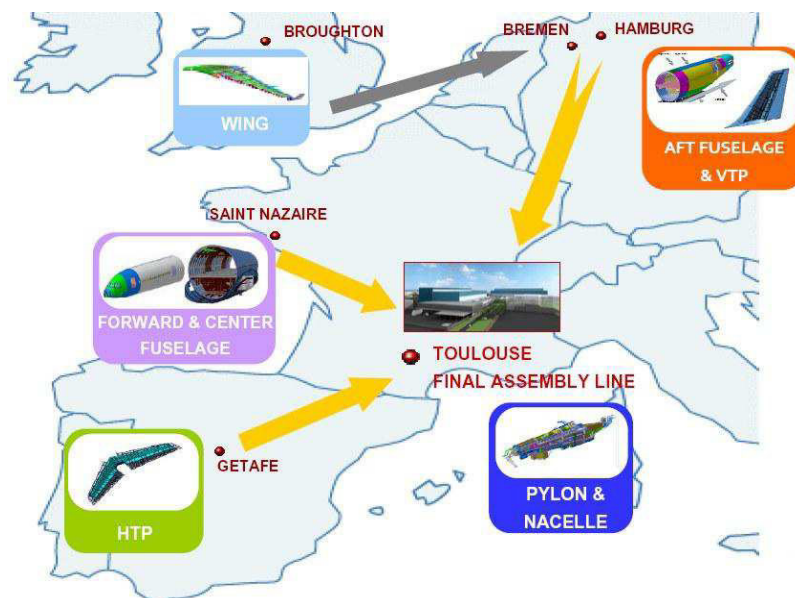 BROUGHTON
BREMEN
HAMBURG
WING
AFT FUSELAGE
& VTP
SAINT NAZAIRE
FORWARD & CENTER
FUSELAGE
TOULOUSE
FINAL ASSEMBLY LINE
GETAFE
HTP
PYLON &
NACELLE